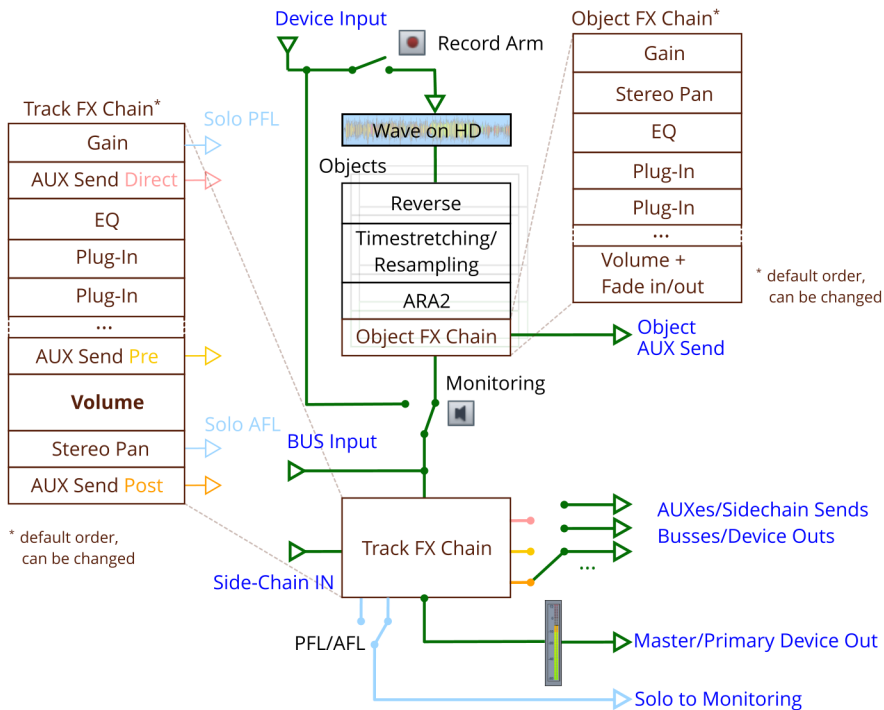 Device Input
Record Arm
Object FX Chain*
Gain
Stereo Pan
EQ
Plug-In
Plug-In
...
Volume +
Fade in/out
* default order,
can be changed
Track FX Chain*
Solo PFL
Gain
AUX Send Direct
EQ
Plug-In
Plug-In
...
AUX Send Pre
Volume
Solo AFL
Stereo Pan
AUX Send Post
* default order,
can be changed
Wave on HD
Objects
Reverse
Timestretching/
Resampling
ARA2
Object FX Chain
Object
AUX Send
Monitoring
BUS Input
Track FX Chain
Side-Chain IN
AUXes/Sidechain Sends
Busses/Device Outs
...
PFL/AFL
Master/Primary Device Out
Solo to Monitoring